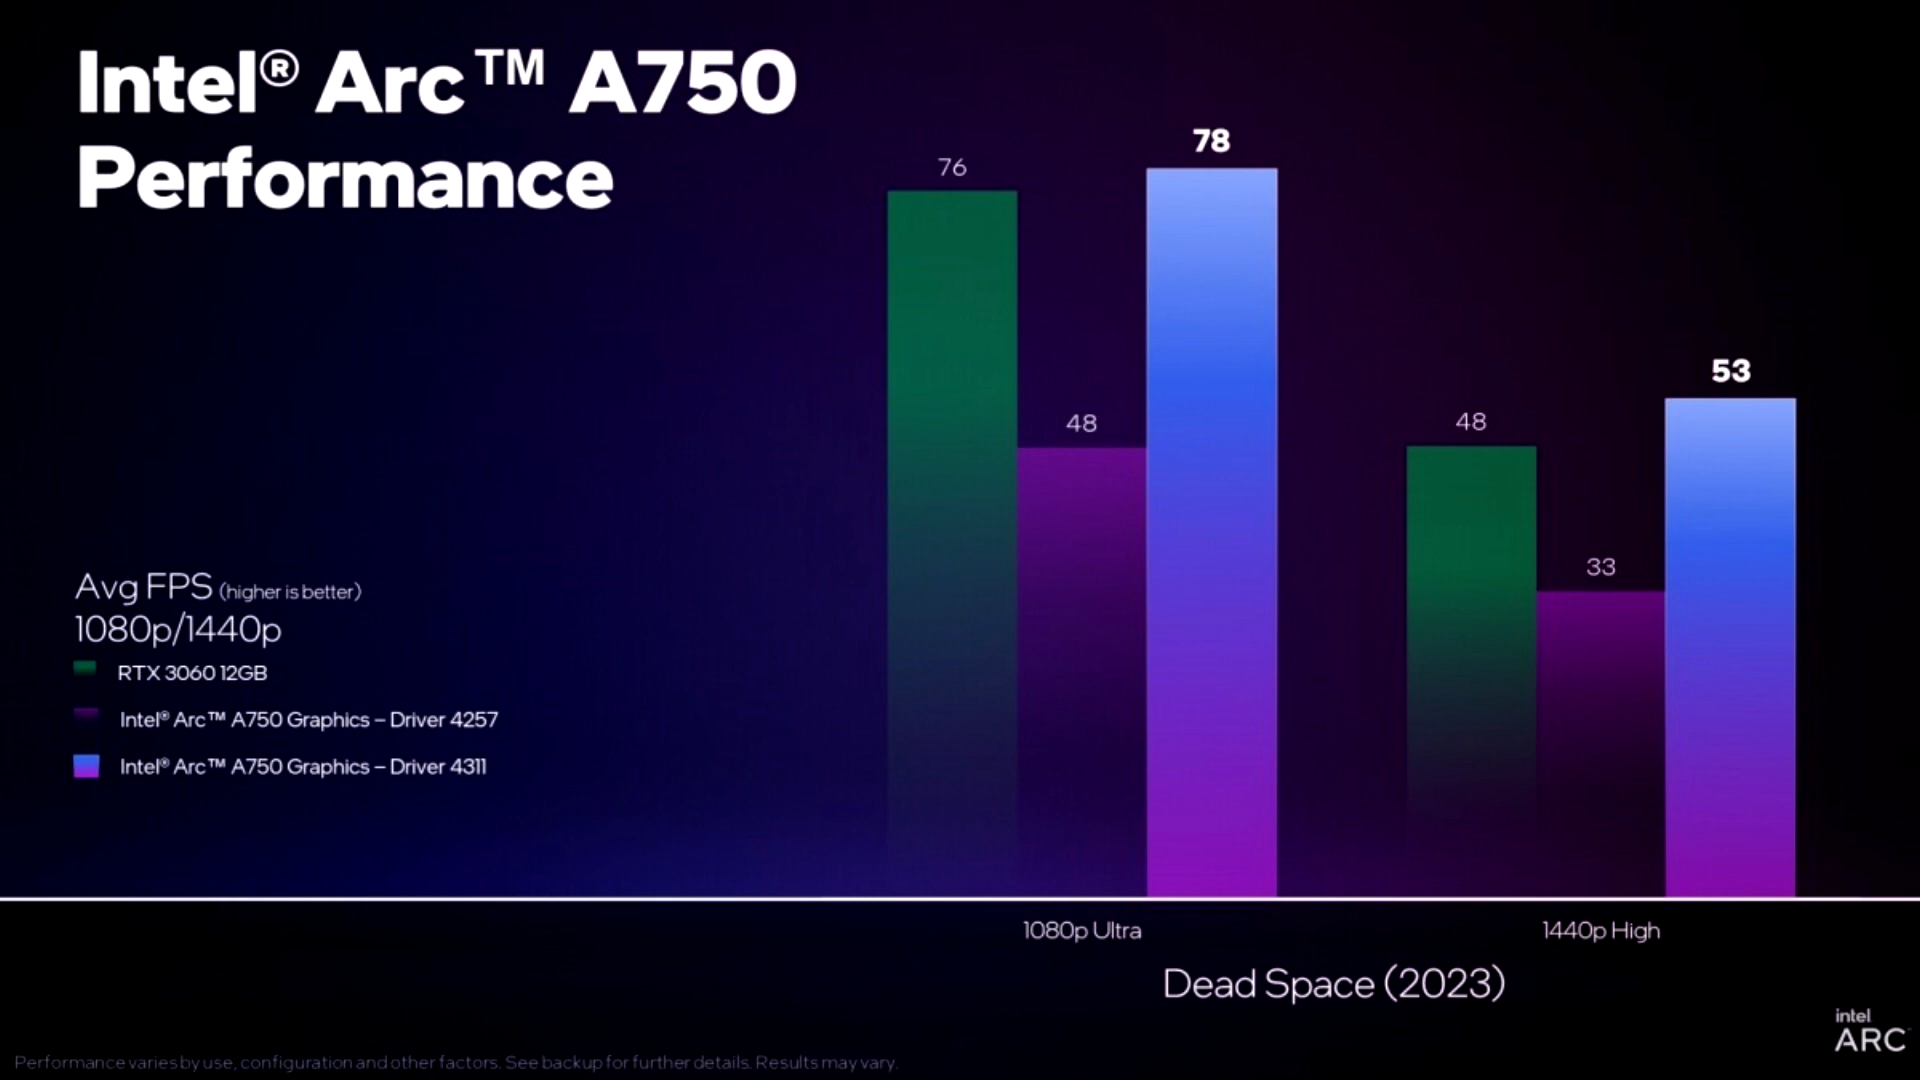 Intel® Arc™ A750
Performance
76
48
78
48
33
53
Avg FPS (higher is better)
1080p/1440p
RTX 3060 12GB
Intel® Arc™ A750 Graphics – Driver 4257
Intel® Arc™ A750 Graphics – Driver 4311
1080p Ultra
1440p High
Dead Space (2023)
intel
ARC
Performance varies by use, configuration and other factors. See backup for further details. Results may vary.